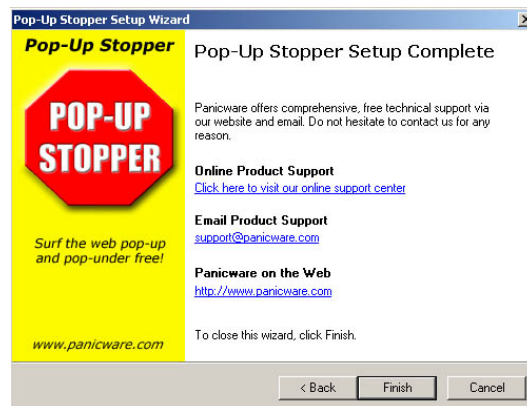 Pop-Up Stopper Setup Wizard
Pop-Up Stopper
POP-UP
STOPPER
Surf the web pop-up
and pop-under free!
www.panicware.com
Pop-Up Stopper Setup Complete
Panicware offers comprehensive, free technical support via
our website and email. Do not hesitate to contact us for any
reason.
Online Product Support
Click here to visit our online support center
Email Product Support
support@panicware.com
Panicware on the Web
http://www.panicware.com
To close this wizard, click Finish.
< Back
Finish
Cancel